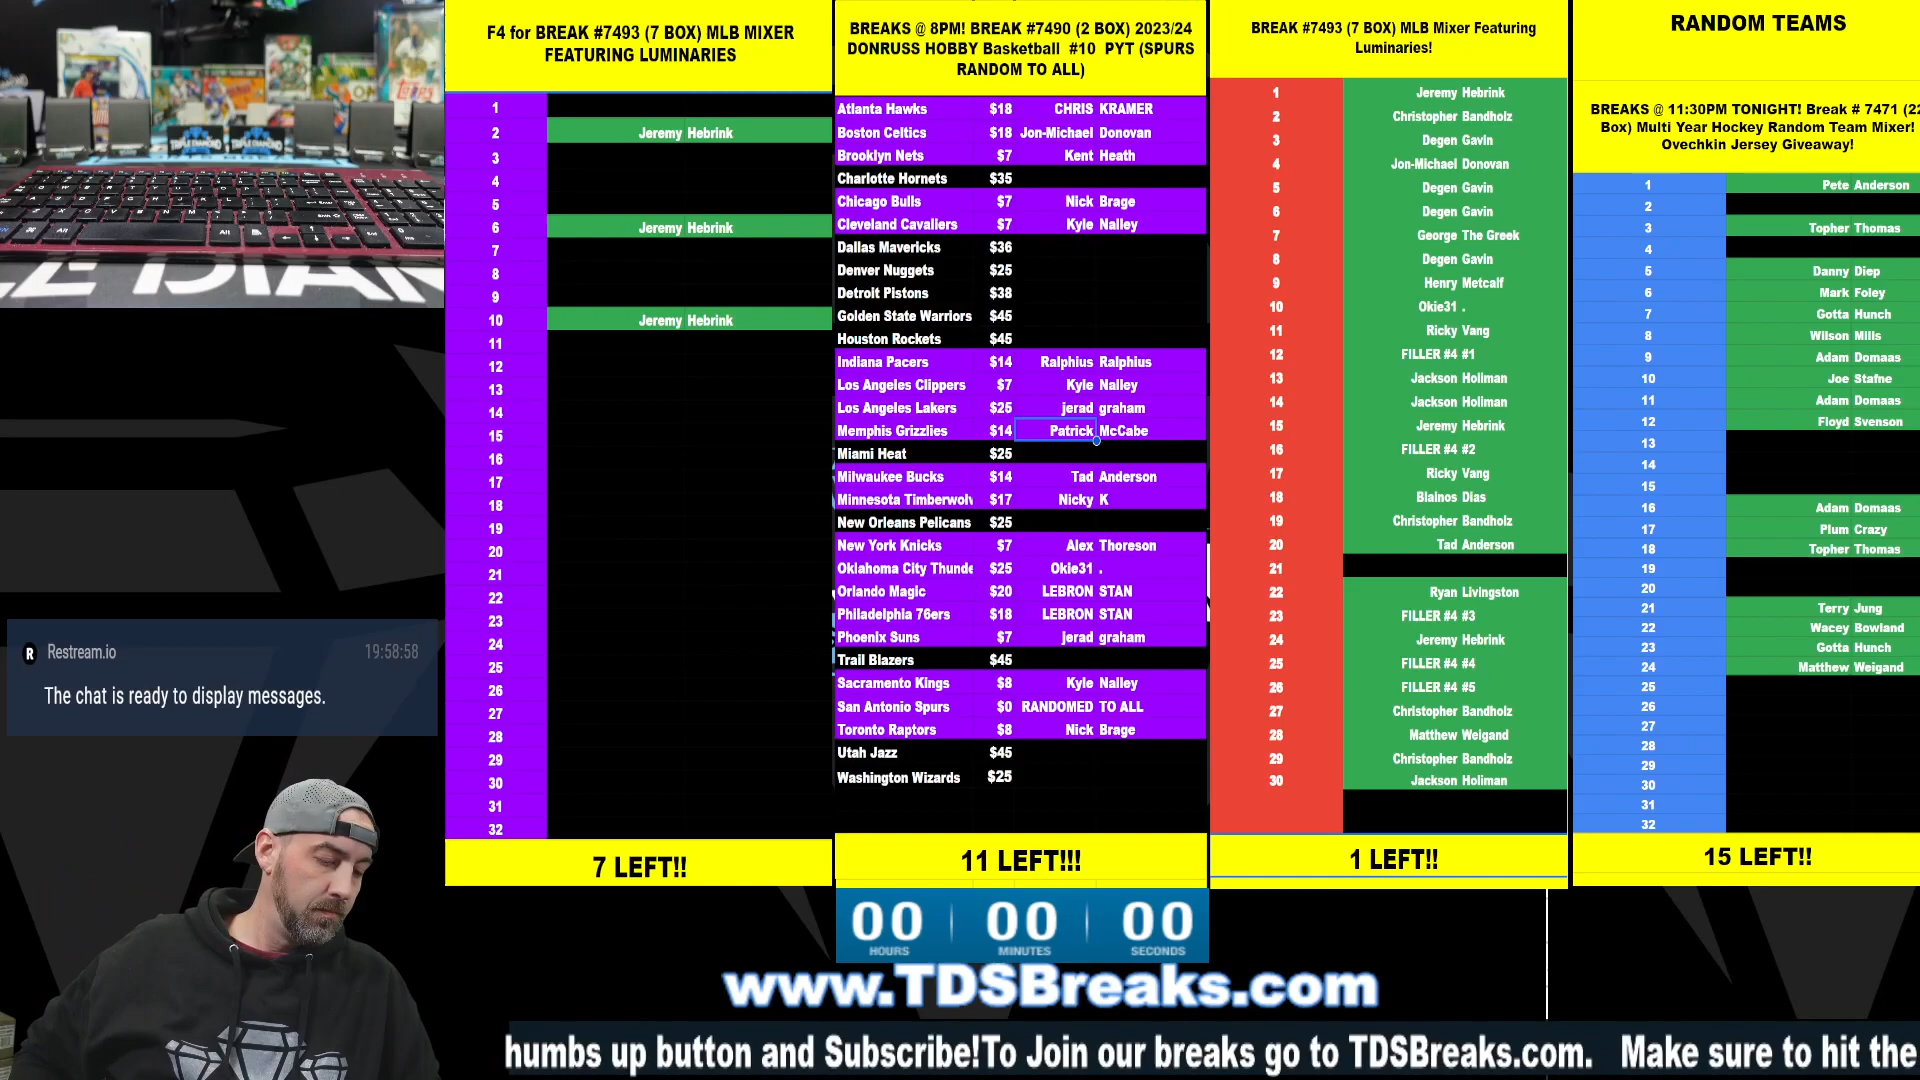 F4 for BREAK #7493 (7 BOX) MLB MIXER
FEATURING LUMINARIES
1
2 Jeremy Hebrink
3
4
5
6 Jeremy Hebrink
7
8
9
10 Jeremy Hebrink
11
12
13
14
15
16
17
18
19
20
21
22
23
24
25
26
27
28
29
30
31
32
7 LEFT!!
BREAKS @ 8PM! BREAK #7490 (2 BOX) 2023/24
DONRUSS HOBBY Basketball #10 PYT (SPURS
RANDOM TO ALL)
Atlanta Hawks $18 CHRIS KRAMER
Boston Celtics $18 Jon-Michael Donovan
Brooklyn Nets $7 Kent Heath
Charlotte Hornets $35
Chicago Bulls $7 Nick Brage
Cleveland Cavaliers $7 Kyle Nalley
Dallas Mavericks $36
Denver Nuggets $25
Detroit Pistons $38
Golden State Warriors $45
Houston Rockets $45
Indiana Pacers $14 Ralphius Ralphius
Los Angeles Clippers $7 Kyle Nalley
Los Angeles Lakers $25 jerad graham
Memphis Grizzlies $14 Patrick McCabe
Miami Heat $25
Milwaukee Bucks $14 Tad Anderson
Minnesota Timberwolv $17 Nicky K
New Orleans Pelicans $25
New York Knicks $7 Alex Thoreson
Oklahoma City Thunde $25 Okie31 .
Orlando Magic $20 LEBRON STAN
Philadelphia 76ers $18 LEBRON STAN
Phoenix Suns $7 jerad graham
Trail Blazers $45
Sacramento Kings $8 Kyle Nalley
San Antonio Spurs $0 RANDOMED TO ALL
Toronto Raptors $8 Nick Brage
Utah Jazz $45
Washington Wizards $25
11 LEFT!!!
BREAK #7493 (7 BOX) MLB Mixer Featuring
Luminaries!
1 Jeremy Hebrink
2 Christopher Bandholz
3 Degen Gavin
4 Jon-Michael Donovan
5 Degen Gavin
6 Degen Gavin
7 George The Greek
8 Degen Gavin
9 Henry Metcalf
10 Okie31 .
11 Ricky Vang
12 FILLER #4 #1
13 Jackson Holiman
14 Jackson Holiman
15 Jeremy Hebrink
16 FILLER #4 #2
17 Ricky Vang
18 Blainos Dias
19 Christopher Bandholz
20 Tad Anderson
21
22 Ryan Livingston
23 FILLER #4 #3
24 Jeremy Hebrink
25 FILLER #4 #4
26 FILLER #4 #5
27 Christopher Bandholz
28 Matthew Weigand
29 Christopher Bandholz
30 Jackson Holiman
1 LEFT!!
RANDOM TEAMS
BREAKS @ 11:30PM TONIGHT! Break # 7471 (22
Box) Multi Year Hockey Random Team Mixer!
Ovechkin Jersey Giveaway!
1 Pete Anderson
2
3 Topher Thomas
4
5 Danny Diep
6 Mark Foley
7 Gotta Hunch
8 Wilson Mills
9 Adam Domaas
10 Joe Stafne
11 Adam Domaas
12 Floyd Svenson
13
14
15
16 Adam Domaas
17 Plum Crazy
18 Topher Thomas
19
20
21 Terry Jung
22 Wacey Bowland
23 Gotta Hunch
24 Matthew Weigand
25
26
27
28
29
30
31
32
15 LEFT!!
Restream.io 19:58:58
The chat is ready to display messages.
00 00 00
HOURS MINUTES SECONDS
www.TDSBreaks.com
humbs up button and Subscribe!To Join our breaks go to TDSBreaks.com. Make sure to hit the